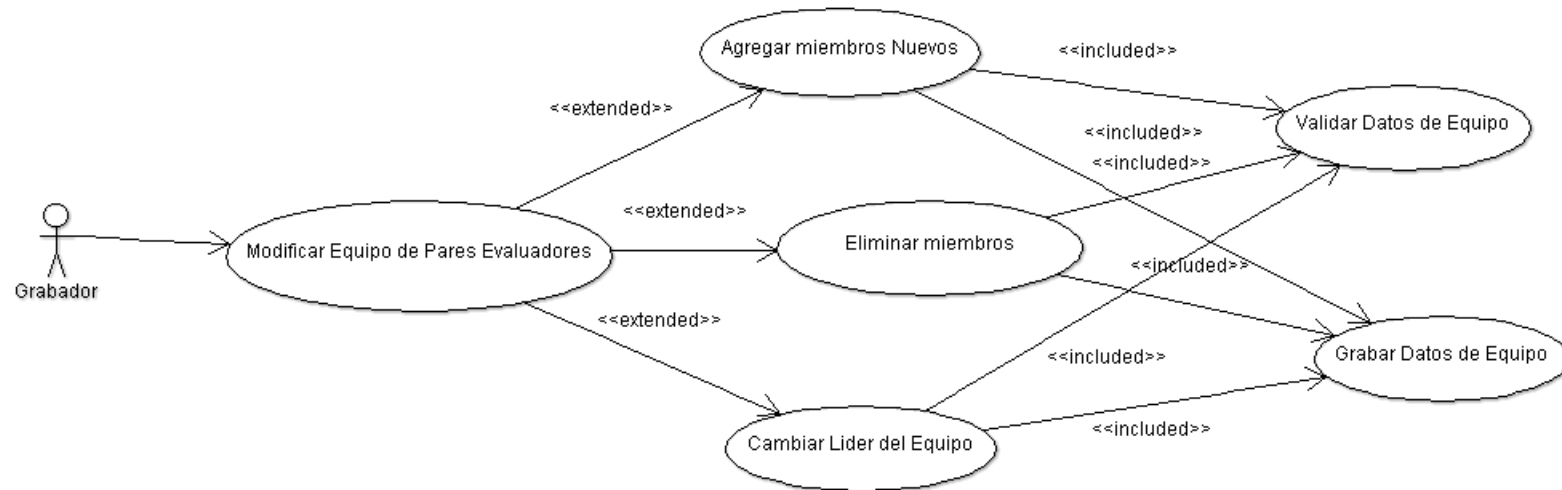 Agregar miembros Nuevos
<<included>>
<<extended>>
Validar Datos de Equipo
<<included>>
<<included>>
<<extended>>
Modificar Equipo de Pares Evaluadores
Eliminar miembros
<<included>>
Grabador
<<extended>>
<<included>>
Grabar Datos de Equipo
Cambiar Lider del Equipo
<<included>>